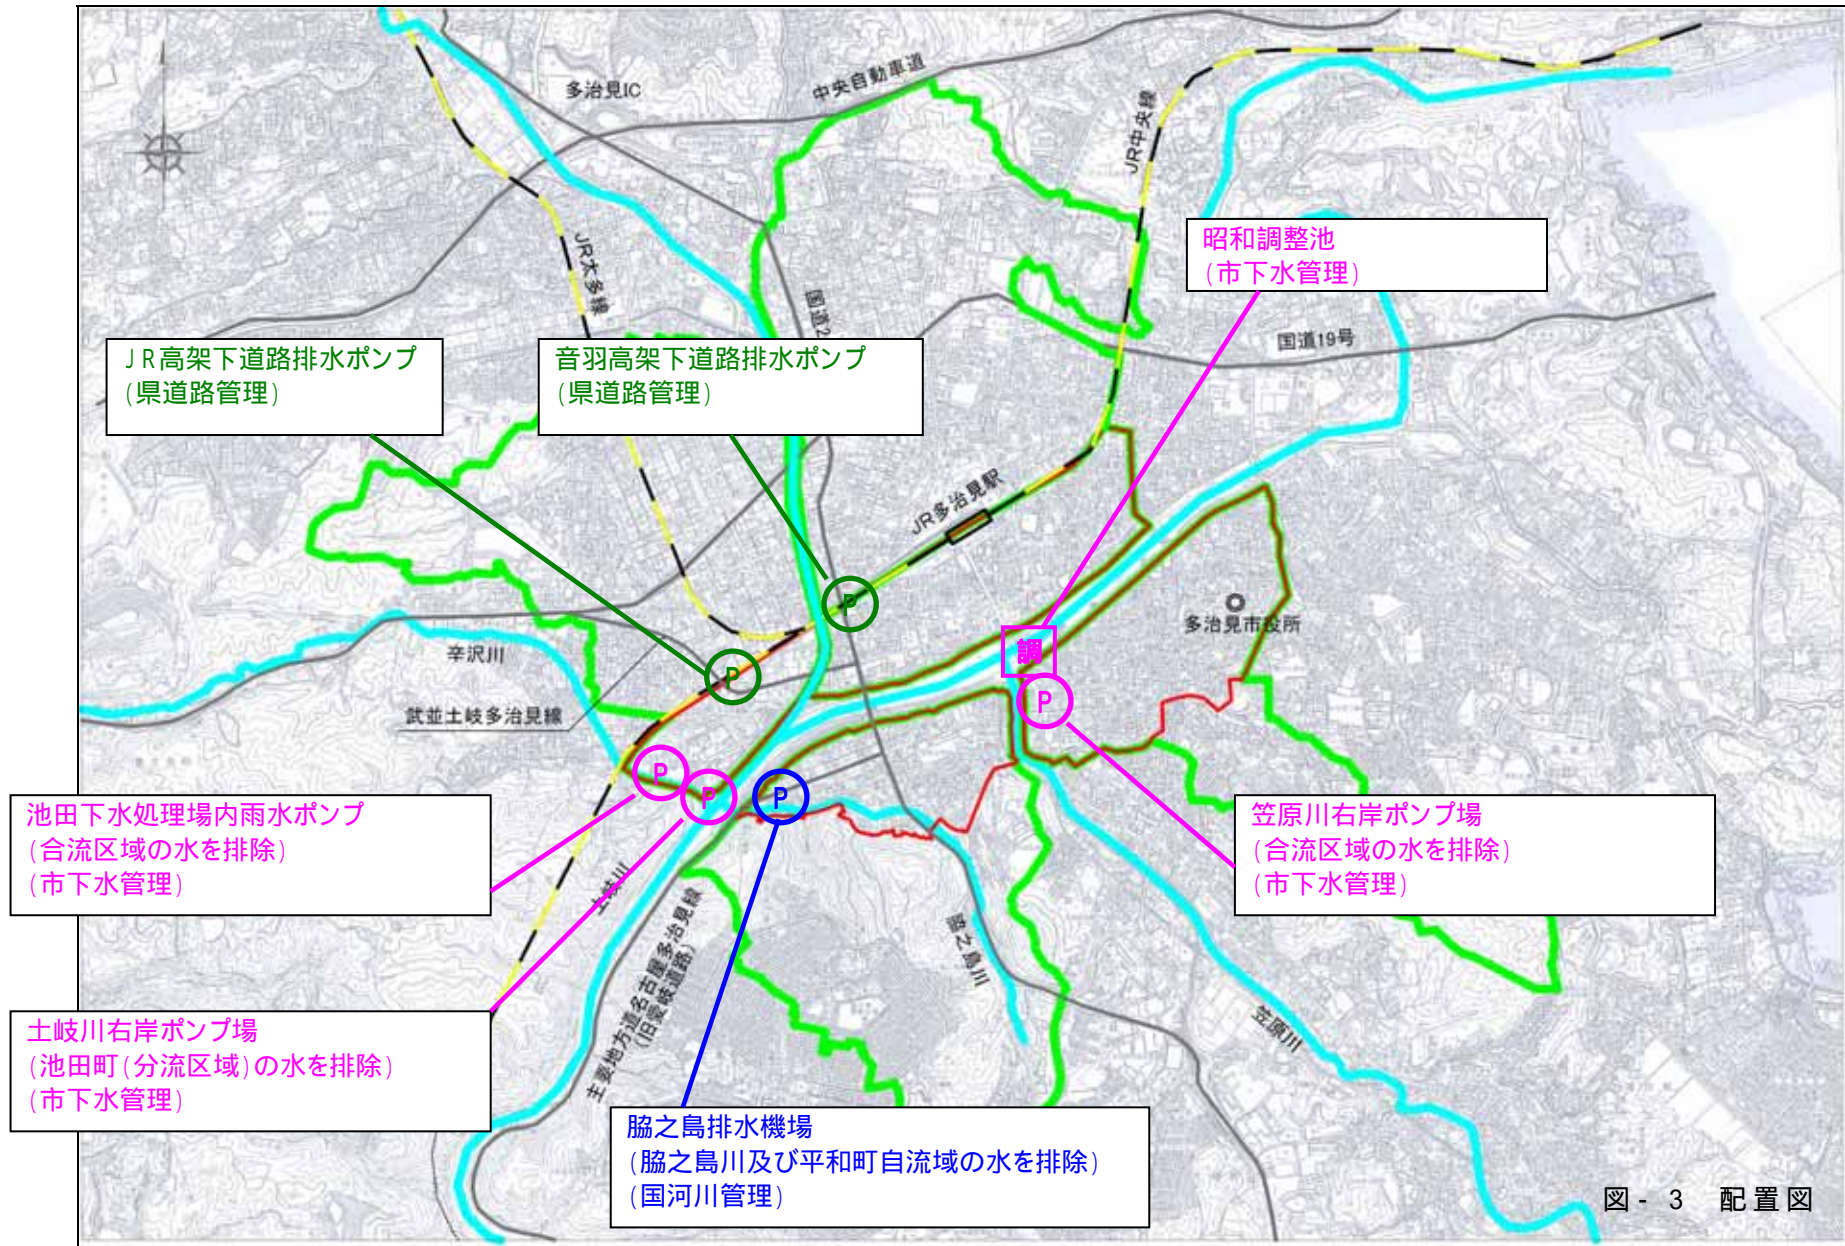 多治見IC
中央自動車道
JR中央線
JR太多線
国道2
昭和調整池
(市下水管理)
国道19号
JR高架下道路排水ポンプ
(県道路管理)
音羽高架下道路排水ポンプ
(県道路管理)
JR多治見駅
P
多治見市役所
調
辛沢川
P
P
武並土岐多治見線
P
P
P
池田下水処理場内雨水ポンプ
(合流区域の水を排除)
(市下水管理)
笠原川右岸ポンプ場
(合流区域の水を排除)
(市下水管理)
土岐川
主要地方道名古屋多治見線
(旧愛岐道路)
脇之島川
笠原川
土岐川右岸ポンプ場
(池田町(分流区域)の水を排除)
(市下水管理)
脇之島排水機場
(脇之島川及び平和町自流域の水を排除)
(国河川管理)
図- 3 配置図